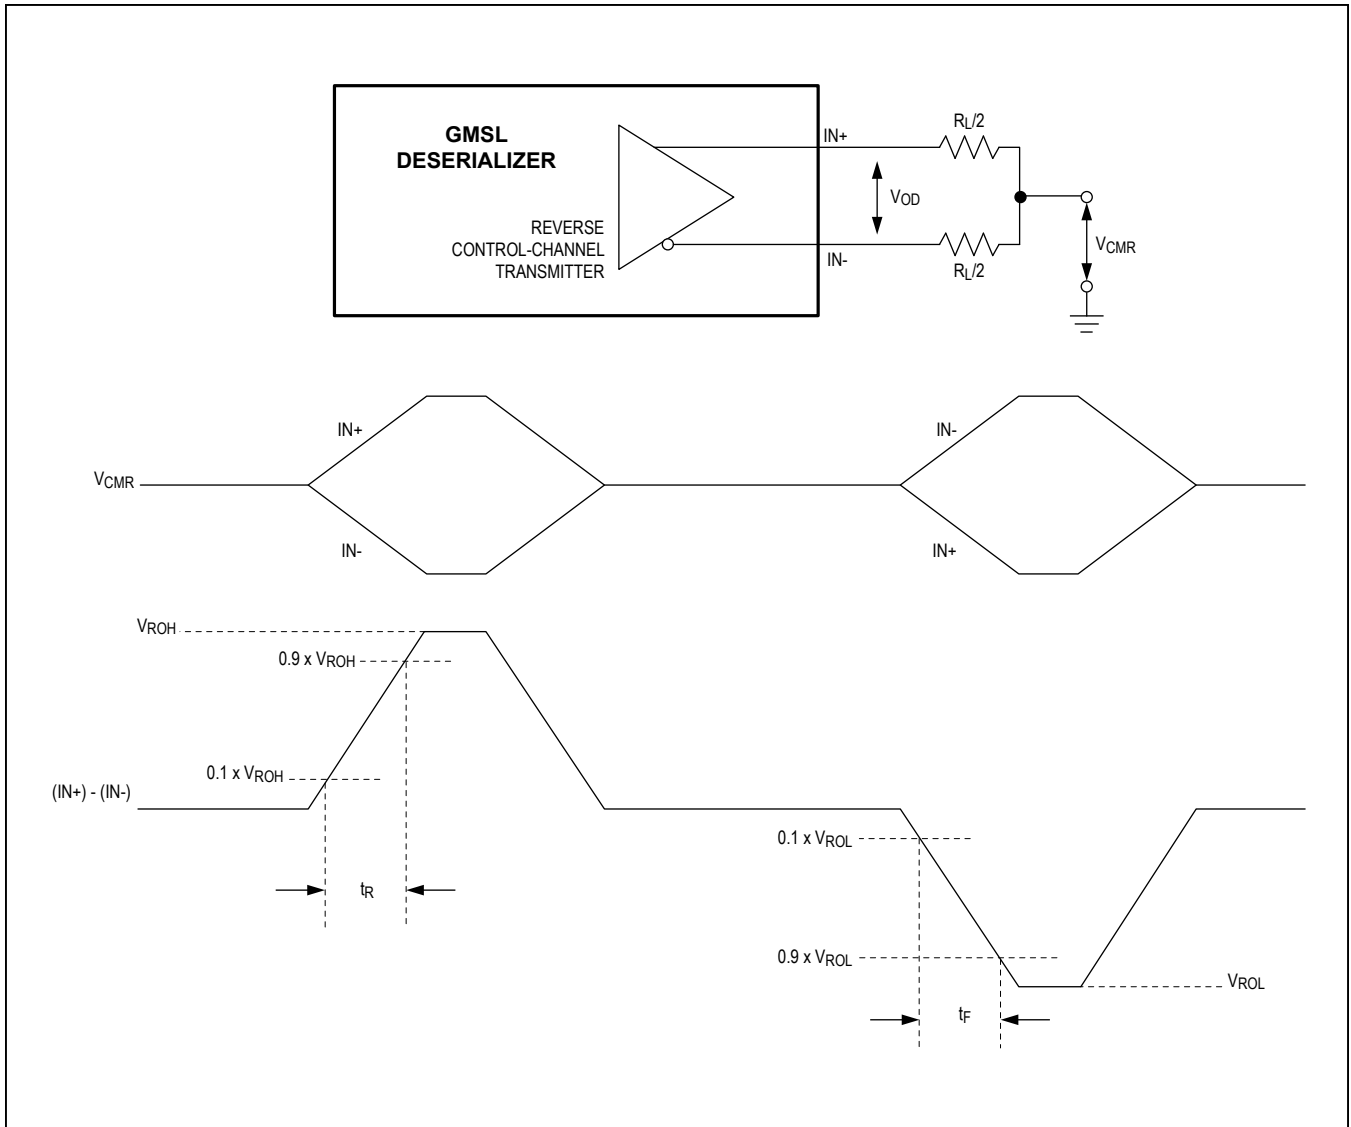 GMSL
DESERIALIZER
REVERSE
CONTROL-CHANNEL
TRANSMITTER
IN+
IN-
RL/2
VOD
RL/2
VCMR
VCMR
IN+
IN-
IN-
IN+
VROH
0.9 x VROH
0.1 x VROH
(IN+) - (IN-)
tR
0.1 x VROL
0.9 x VROL
VROL
tF